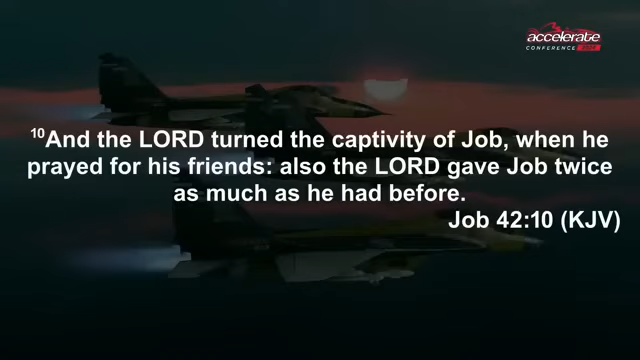 accelerate
CONFERENCE
10And the LORD turned the captivity of Job, when he
prayed for his friends: also the LORD gave Job twice
as much as he had before.
Job 42:10 (KJV)